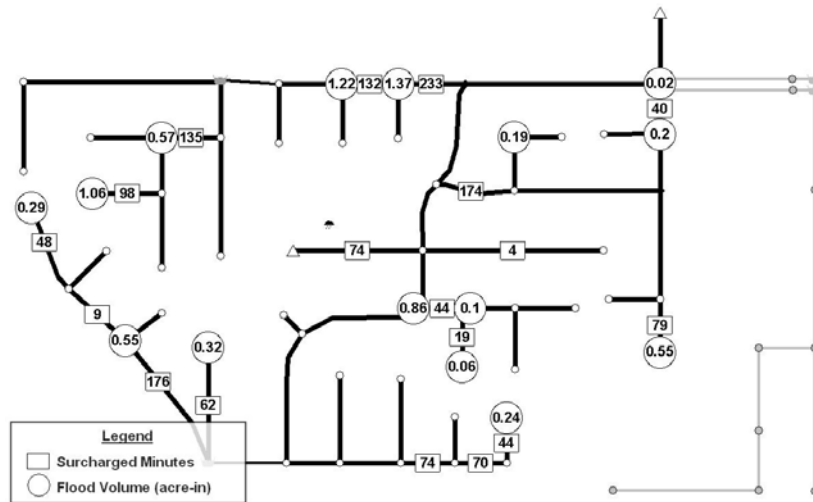 1.22 132 1.37 233 0.02
40
0.57 135 0.19 0.2
1.06 98 174
0.29
48 74 4
9 0.86 44 0.1
0.55 0.32 19 79
176 0.06 0.55
62 0.24
44
74 70
Legend
Surcharged Minutes
Flood Volume (acre-in)